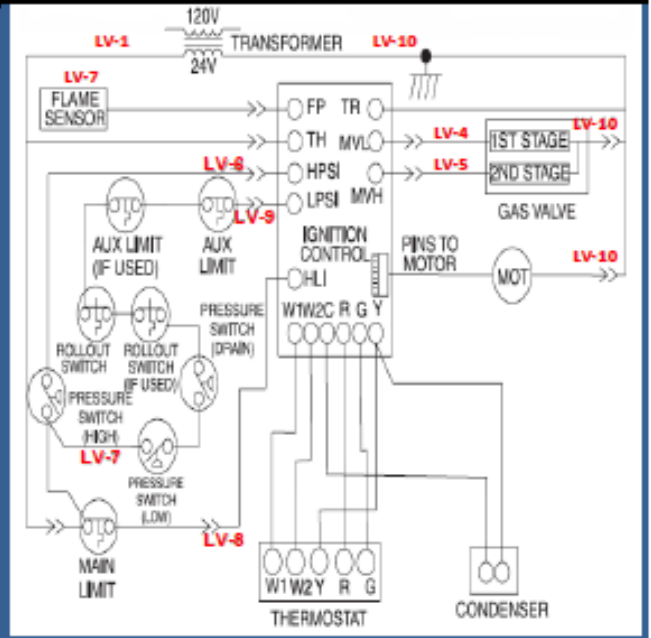 120V
LV-1
TRANSFORMER
LV-10
24V
LV-7
FLAME
SENSOR
FP
TR
TH
MVL
LV-4
1ST STAGE
LV-10
LV-6
HPSI
LV-5
2ND STAGE
LPSI
MVH
LV-9
GAS VALVE
AUX LIMIT
(IF USED)
AUX
LIMIT
IGNITION
CONTROL
PINS TO
MOTOR
LV-10
HLI
MOT
W1W2C R G Y
PRESSURE
SWITCH
(DRAIN)
ROLLOUT
SWITCH
ROLLOUT
SWITCH
(IF USED)
PRESSURE
SWITCH
(HIGH)
LV-7
PRESSURE
SWITCH
(LOW)
LV-8
MAIN
LIMIT
W1 W2 Y R G
THERMOSTAT
CONDENSER